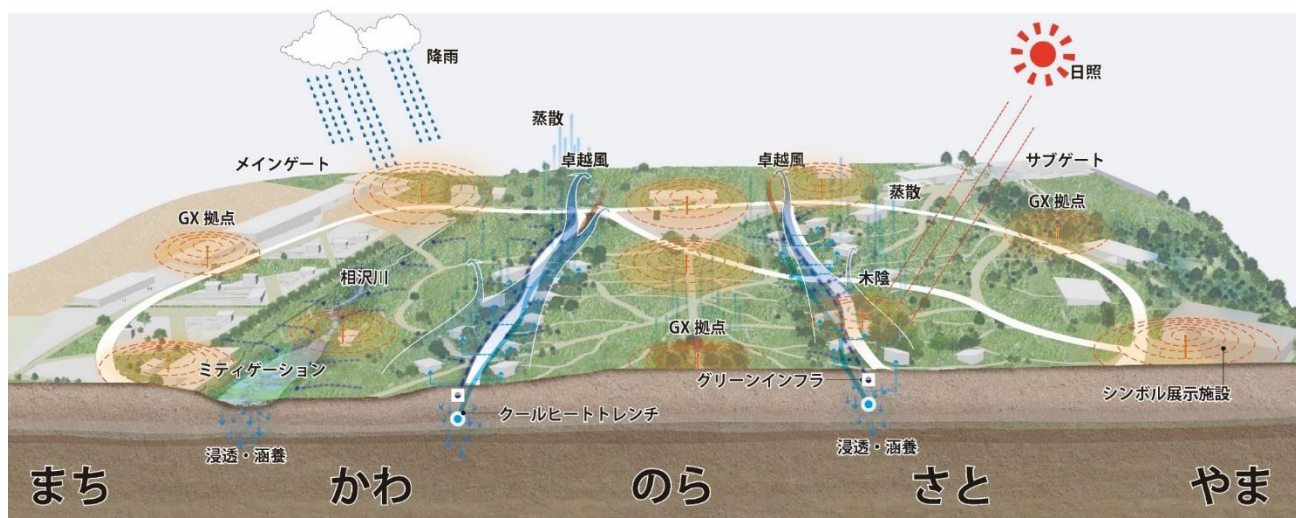 降雨
日照
蒸散
メインゲート
卓越風
卓越風
サブゲート
蒸散
GX 拠点
GX 拠点
相沢川
木陰
GX 拠点
ミティゲーション
グリーンインフラ
シンボル展示施設
クールヒートトレンチ
浸透・涵養
浸透・涵養
まち
かわ
のら
さと
やま